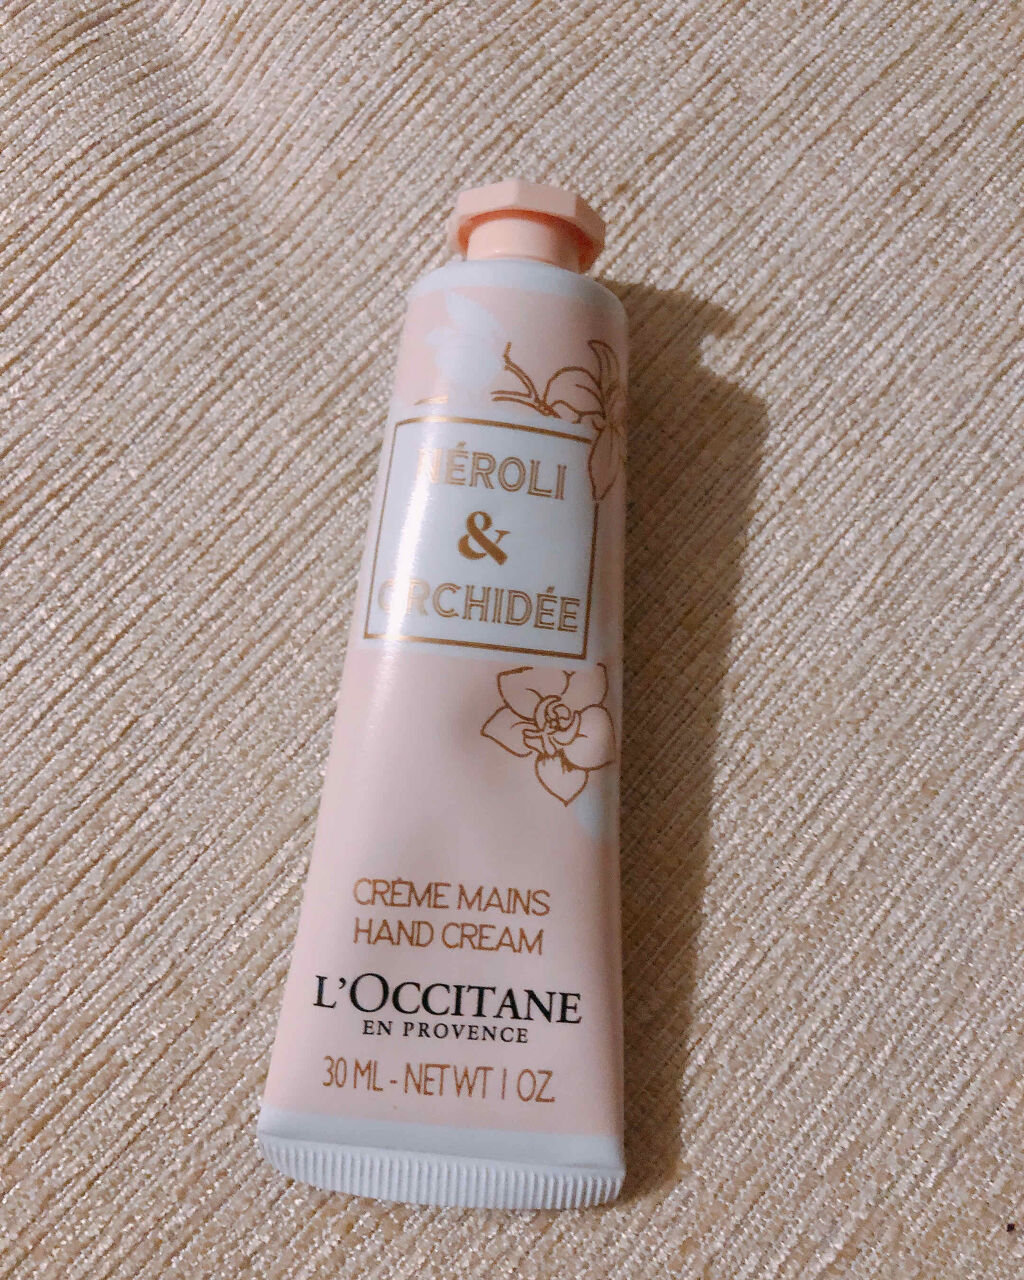 NÉROLI
&
ORCHIDÉE
CRÈME MAINS
HAND CREAM
L'OCCITANE
EN PROVENCE
30 ML - NET WT 1 OZ.